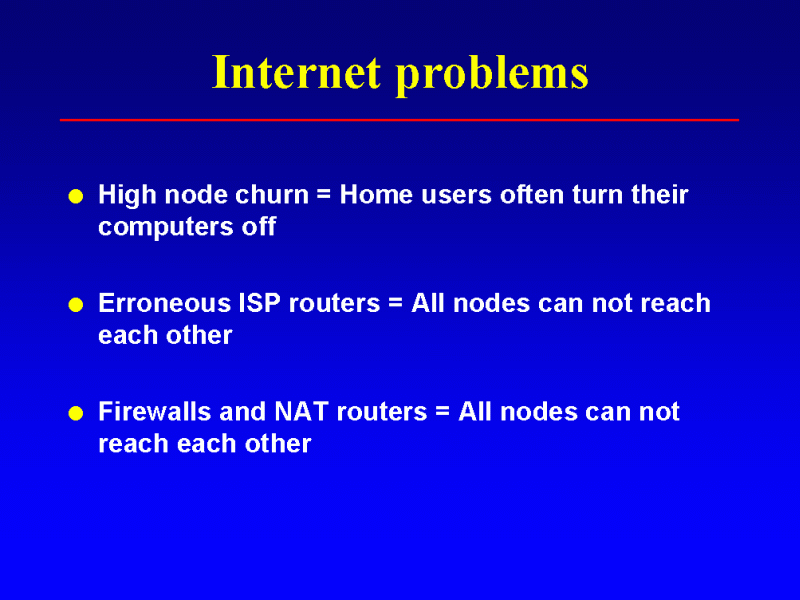 Internet problems
High node churn = Home users often turn their
computers off
Erroneous ISP routers = All nodes can not reach
each other
Firewalls and NAT routers = All nodes can not
reach each other